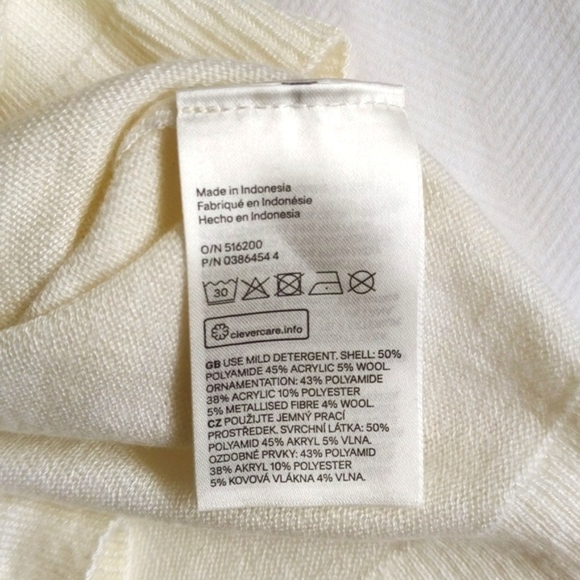 Made in Indonesia
Fabriqué en Indonésie
Hecho en Indonesia
O/N 516200
P/N 0386454 4
30
clevercare.info
GB USE MILD DETERGENT. SHELL: 50%
POLYAMIDE 45% ACRYLIC 5% WOOL.
ORNAMENTATION: 43% POLYAMIDE
38% ACRYLIC 10% POLYESTER
5% METALLISED FIBRE 4% WOOL.
CZ POUŽIJTE JEMNÝ PRACÍ
PROSTŘEDEK. SVRCHNÍ LÁTKA: 50%
POLYAMID 45% AKRYL 5% VLNA.
OZDOBNÉ PRVKY: 43% POLYAMID
38% AKRYL 10% POLYESTER
5% KOVOVÁ VLÁKNA 4% VLNA.